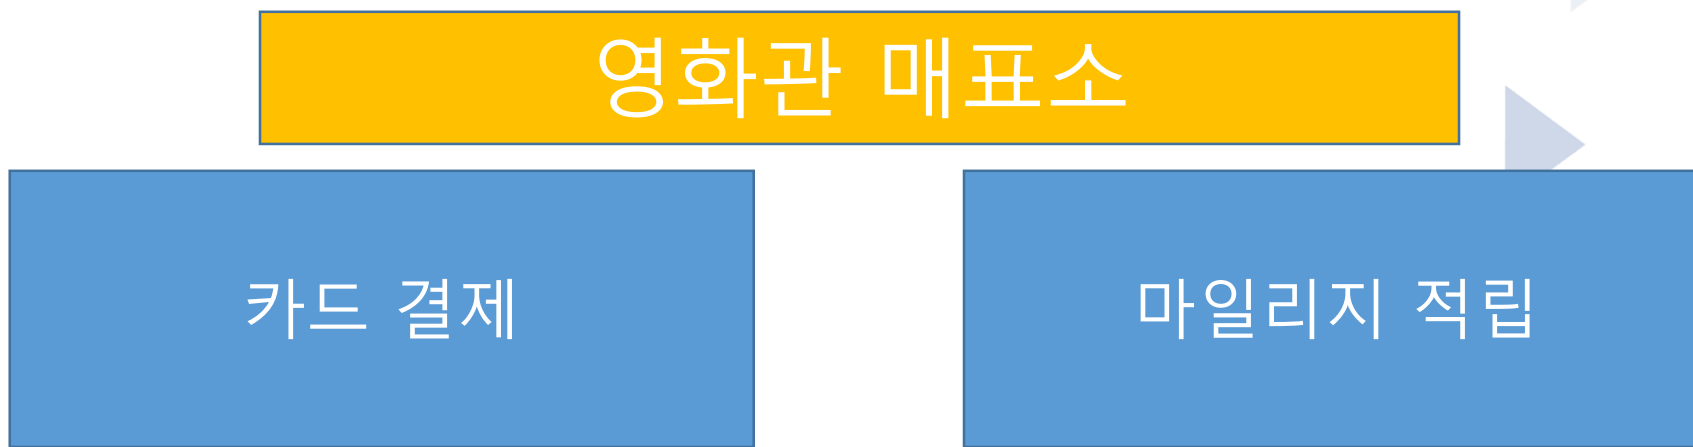 영화관 매표소
카드 결제
마일리지 적립